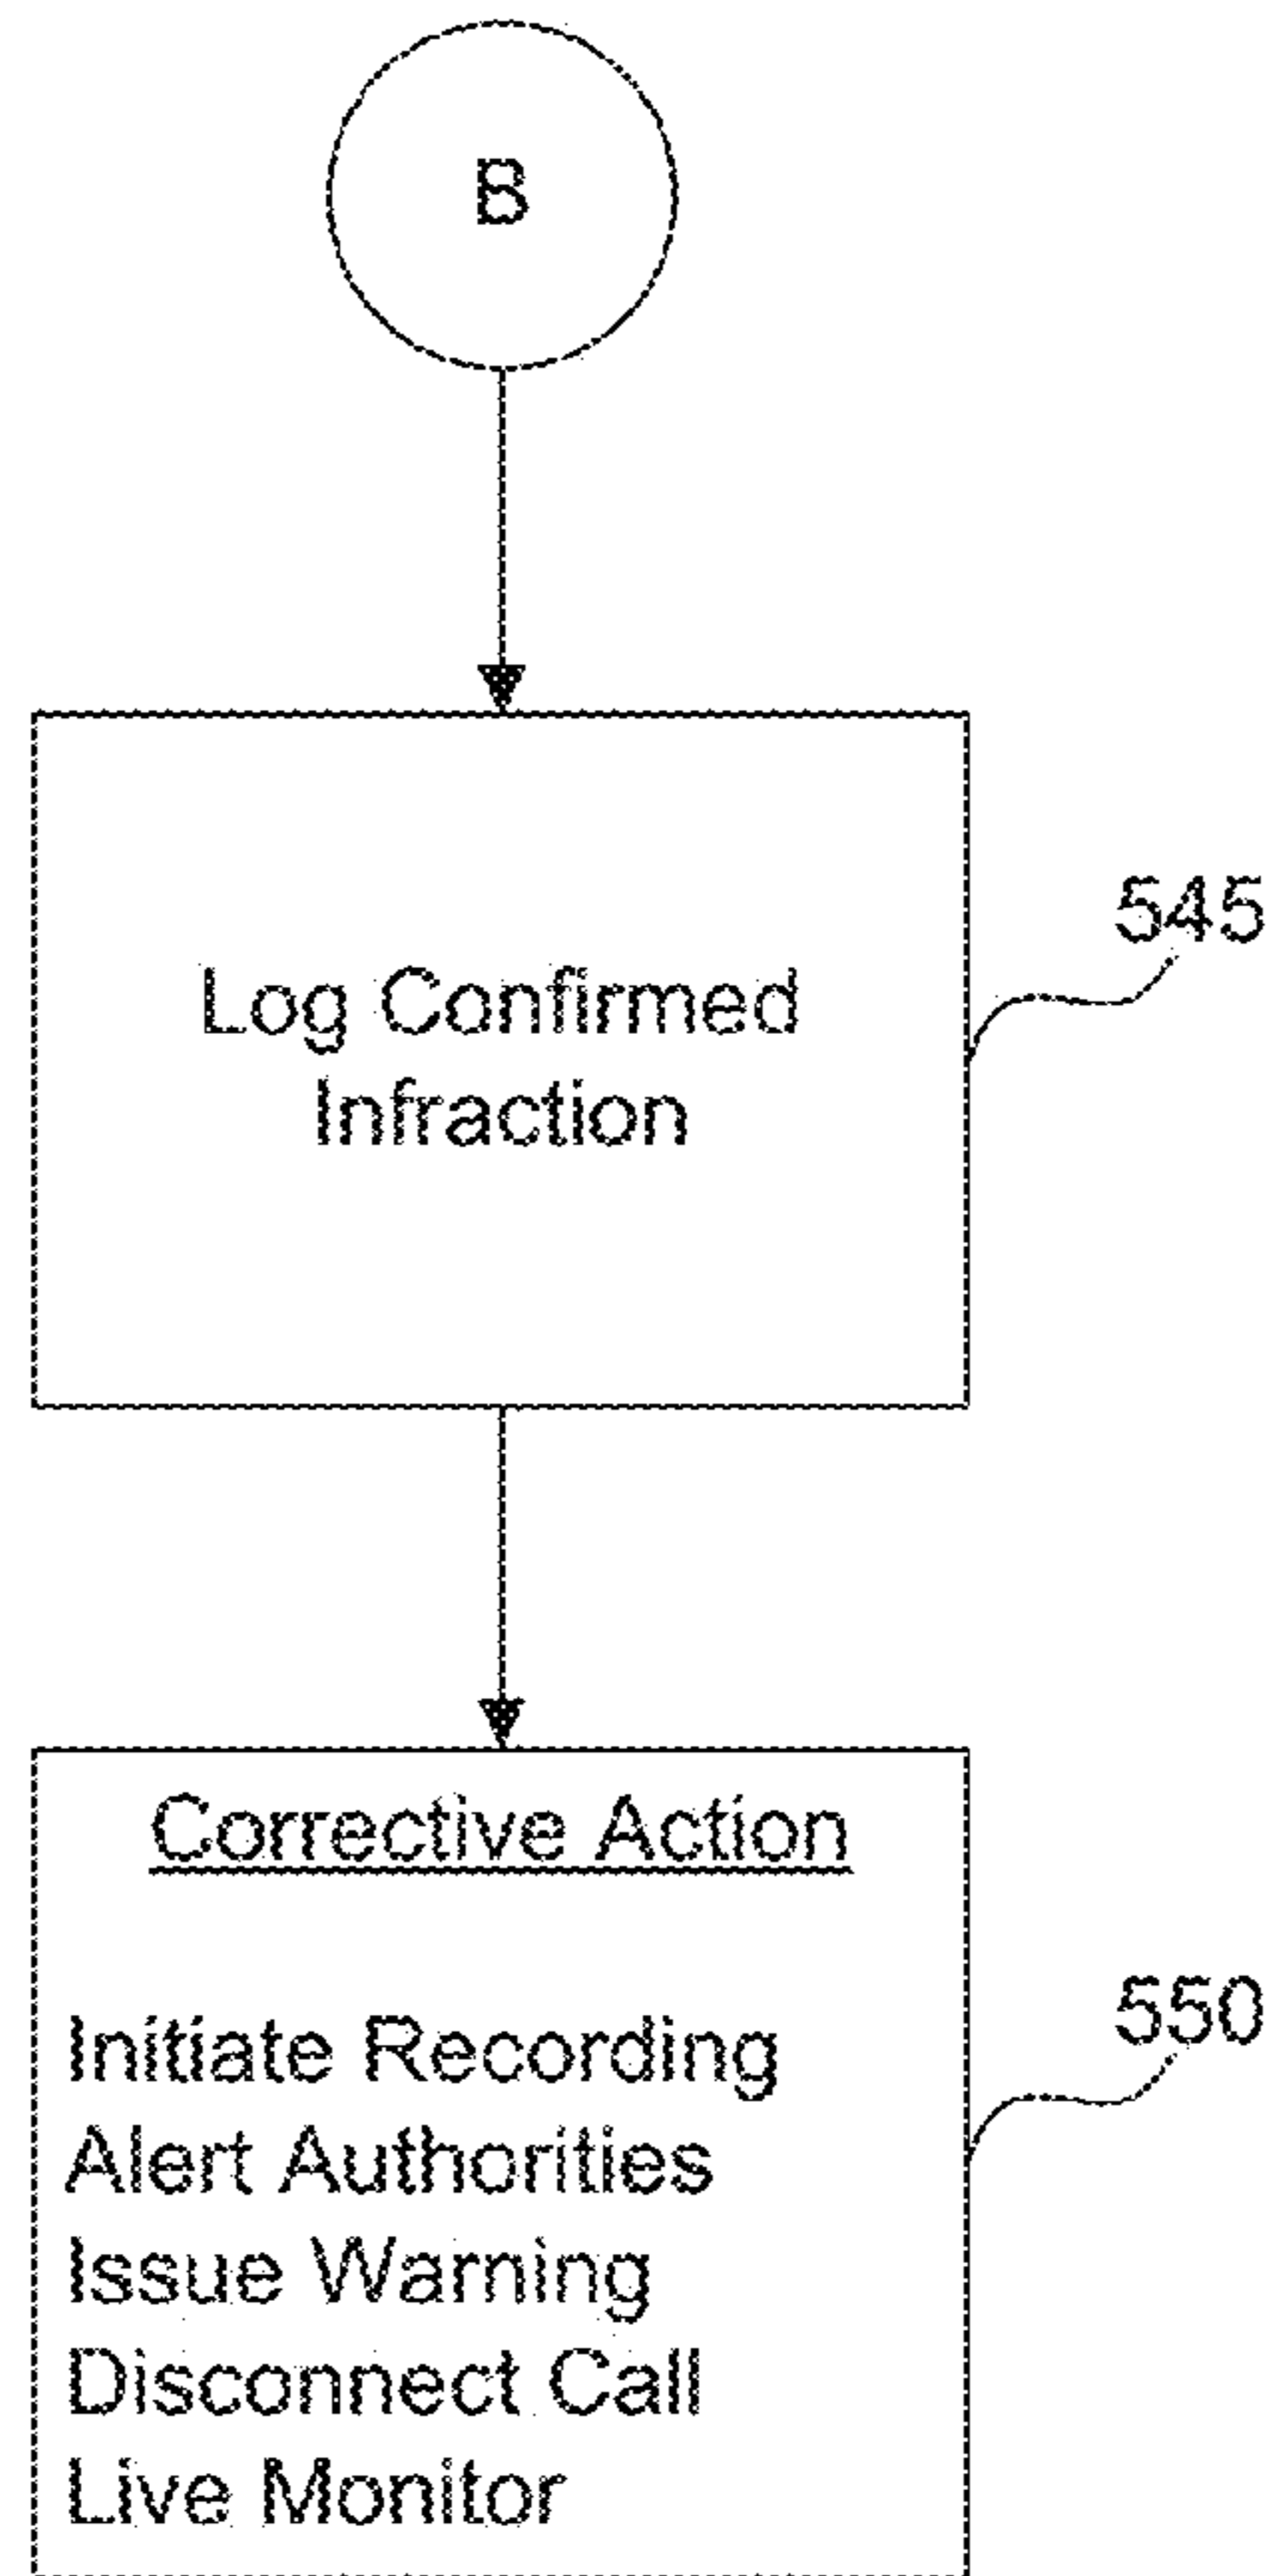 B
545
Log Confirmed
Infraction
Corrective Action
550
Initiate Recording
Alert Authorities
Issue Warning
Disconnect Call
Live Monitor